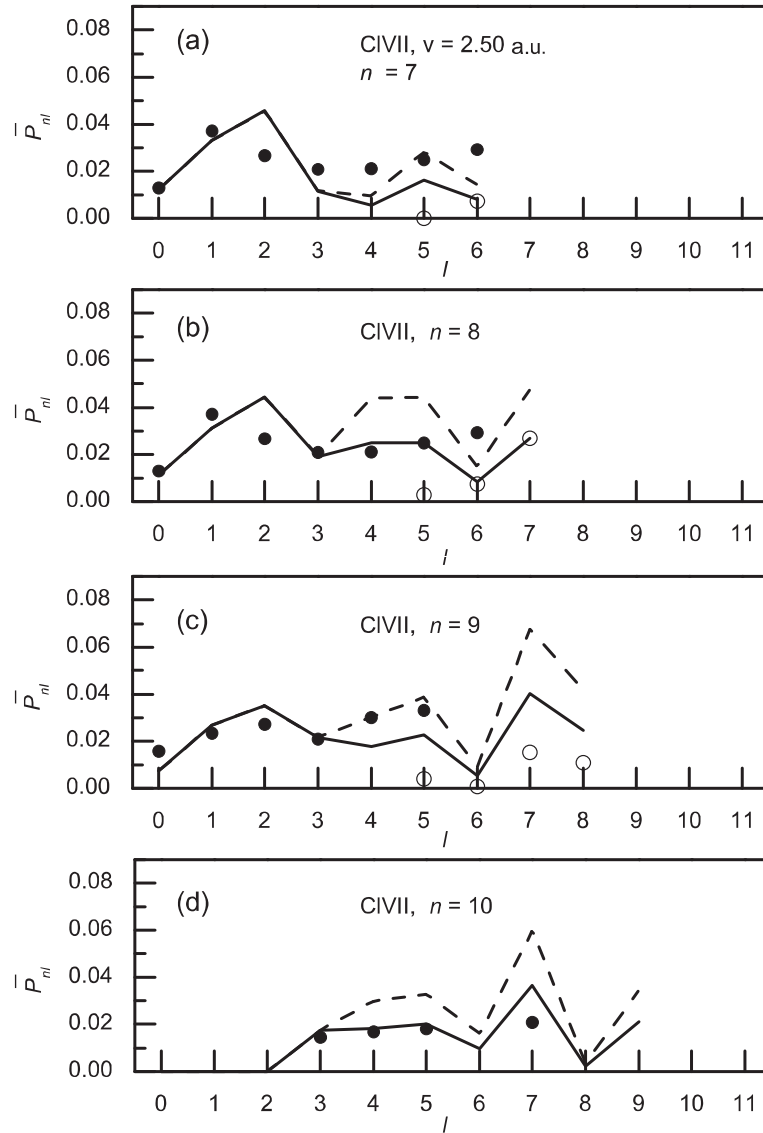 0.08
(a)
ClVII, v = 2.50 a.u.
n = 7
0.06
P̅nl
0.04
0.02
0.00
0 1 2 3 4 5 6 7 8 9 10 11
l
0.08
(b)
ClVII, n = 8
0.06
P̅nl
0.04
0.02
0.00
0 1 2 3 4 5 6 7 8 9 10 11
l
0.08
(c)
ClVII, n = 9
0.06
P̅nl
0.04
0.02
0.00
0 1 2 3 4 5 6 7 8 9 10 11
l
0.08
(d)
ClVII, n = 10
0.06
P̅nl
0.04
0.02
0.00
0 1 2 3 4 5 6 7 8 9 10 11
l